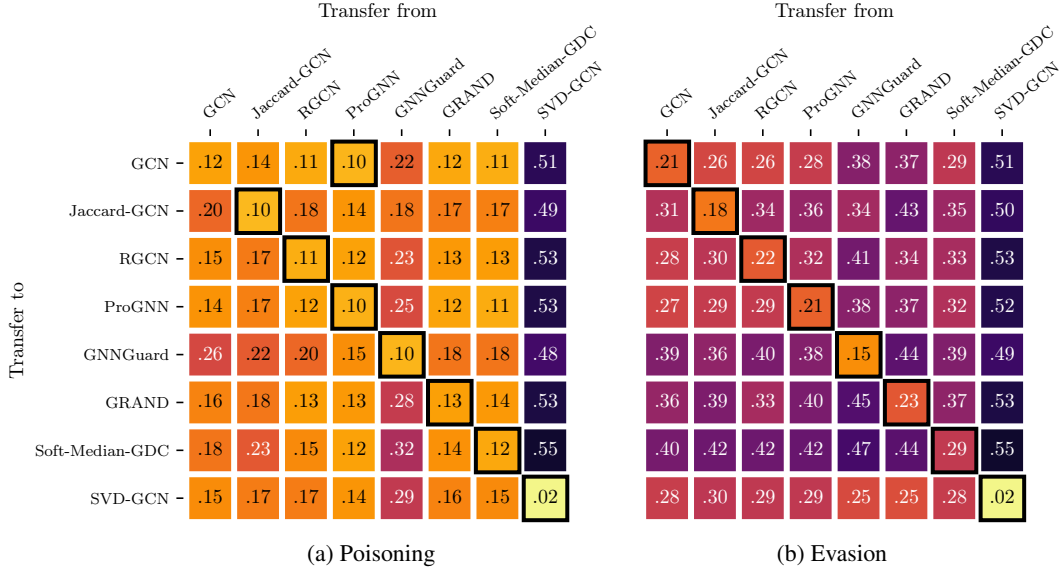 Transfer from
Transfer from
GCN Jaccard-GCN RGCN ProGNN GNNGuard GRAND Soft-Median-GDC SVD-GCN
GCN Jaccard-GCN RGCN ProGNN GNNGuard GRAND Soft-Median-GDC SVD-GCN
Transfer to
GCN .12 .14 .11 .10 .22 .12 .11 .51 .21 .26 .26 .28 .38 .37 .29 .51
Jaccard-GCN .20 .10 .18 .14 .18 .17 .17 .49 .31 .18 .34 .36 .34 .43 .35 .50
RGCN .15 .17 .11 .12 .23 .13 .13 .53 .28 .30 .22 .32 .41 .34 .33 .53
ProGNN .14 .17 .12 .10 .25 .12 .11 .53 .27 .29 .29 .21 .38 .37 .32 .52
GNNGuard .26 .22 .20 .15 .10 .18 .18 .48 .39 .36 .40 .38 .15 .44 .39 .49
GRAND .16 .18 .13 .13 .28 .13 .14 .53 .36 .39 .33 .40 .45 .23 .37 .53
Soft-Median-GDC .18 .23 .15 .12 .32 .14 .12 .55 .40 .42 .42 .42 .47 .44 .29 .55
SVD-GCN .15 .17 .17 .14 .29 .16 .15 .02 .28 .30 .29 .29 .25 .25 .28 .02
(a) Poisoning
(b) Evasion